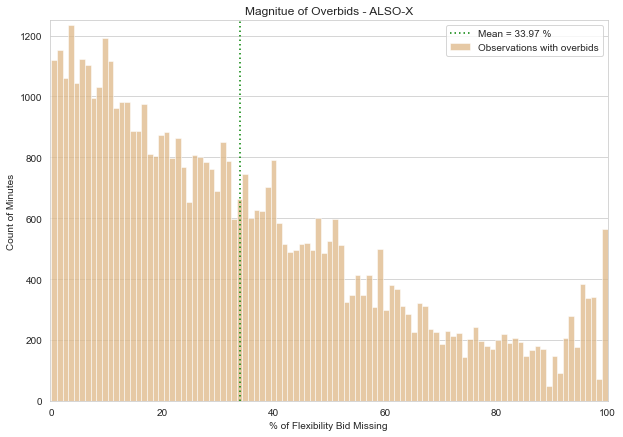 Magnitue of Overbids - ALSO-X
Mean = 33.97 %
Observations with overbids
Count of Minutes
1200
1000
800
600
400
200
0
0 20 40 60 80 100
% of Flexibility Bid Missing